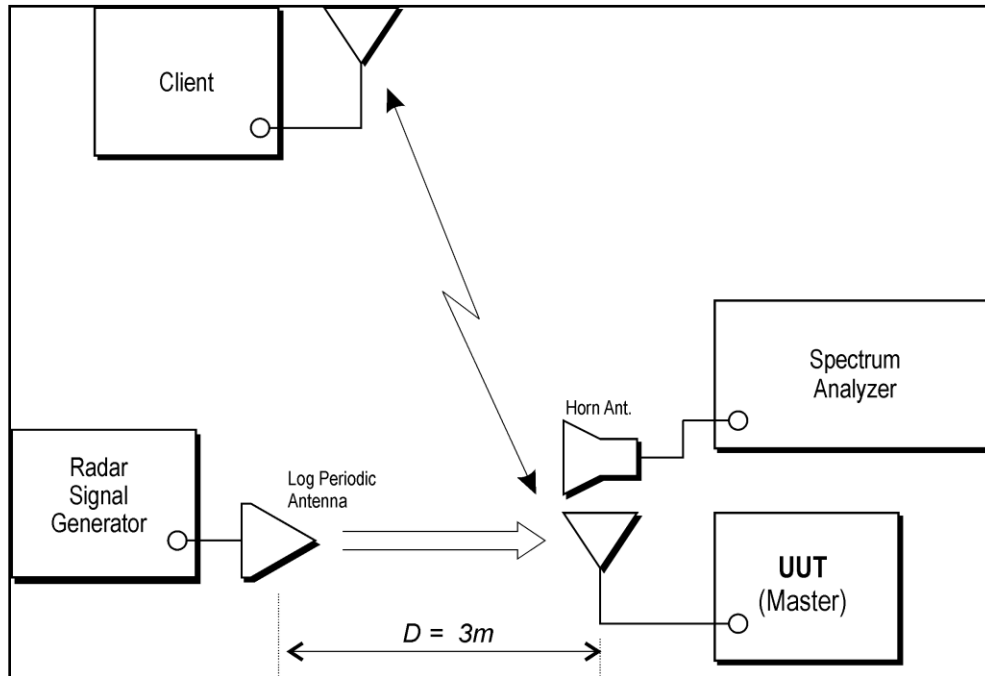 Client
Spectrum
Analyzer
Horn Ant.
Radar
Signal
Generator
Log Periodic
Antenna
UUT
(Master)
D = 3m